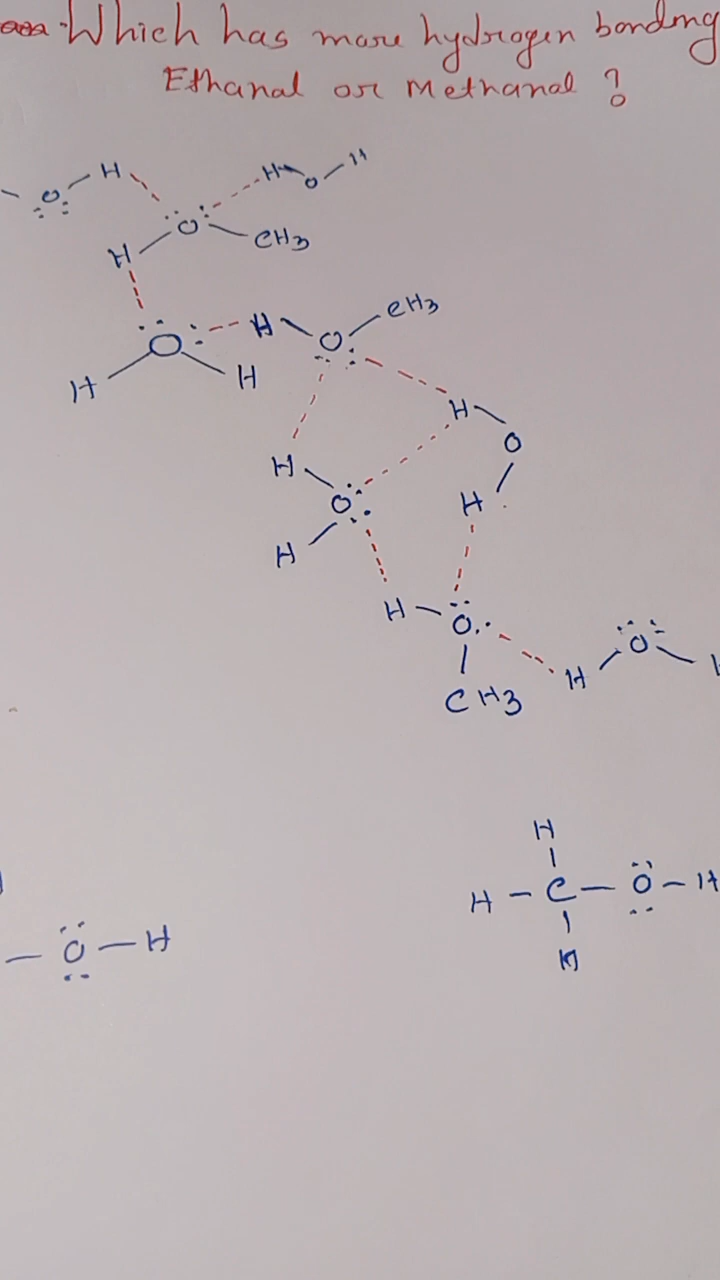 Which has more hydrogen bonding
Ethanal or Methanal ?
O H H O H
H O CH3
O H O CH3
H H
H
H O
O H
H
H O O
H
CH3
H
H - C - O - H
- O - H
H